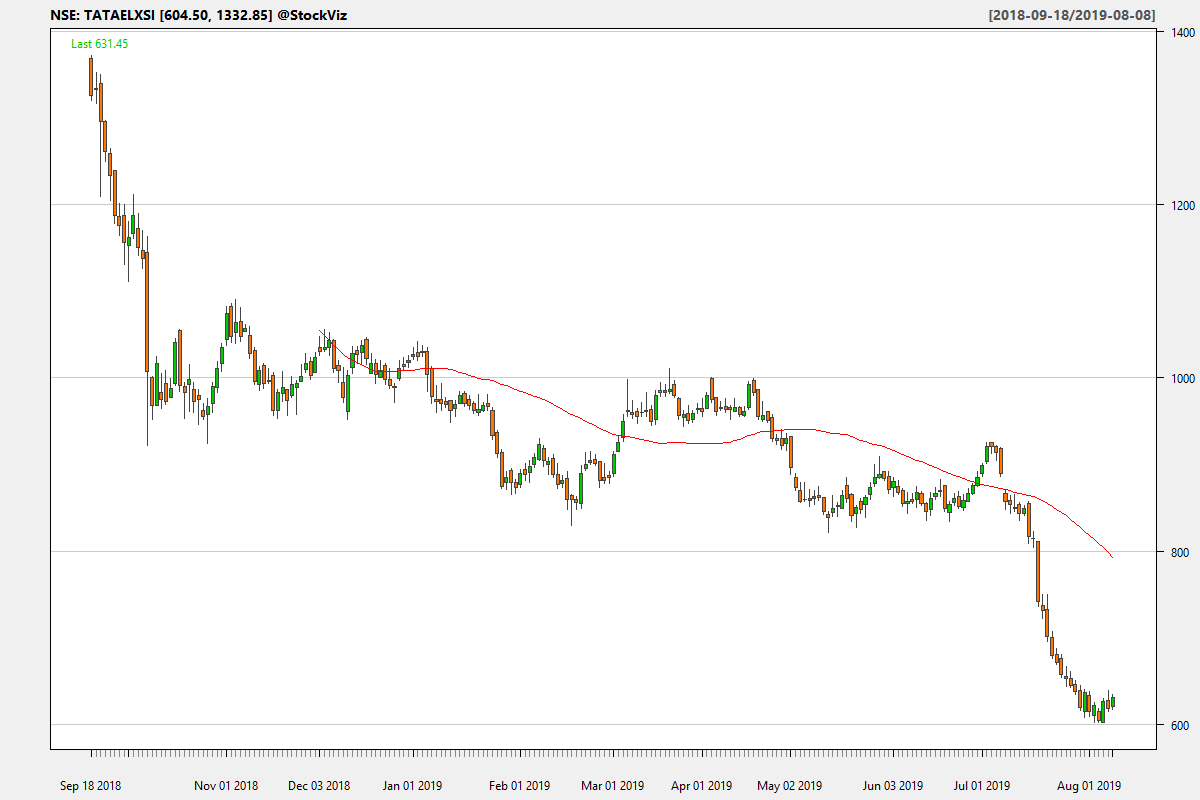 NSE: TATAELXSI [604.50, 1332.85] @StockViz
[2018-09-18/2019-08-08]
Last 631.45
1400
1200
1000
800
600
Sep 18 2018
Nov 01 2018
Dec 03 2018
Jan 01 2019
Feb 01 2019
Mar 01 2019
Apr 01 2019
May 02 2019
Jun 03 2019
Jul 01 2019
Aug 01 2019